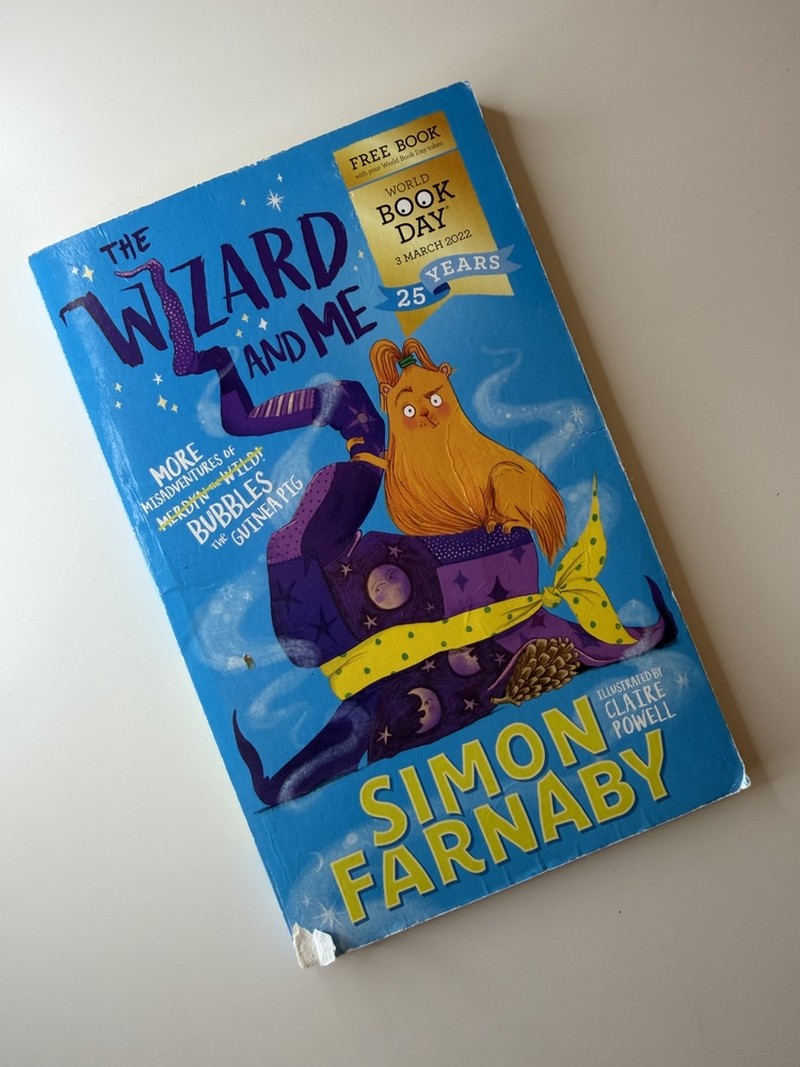 THE
WIZARD
AND ME
FREE BOOK
with your World Book Day token
WORLD
BOOK
DAY®
3 MARCH 2022
25 YEARS
MORE
MISADVENTURES OF
MERDYN THE WILD!
BUBBLES
THE GUINEA PIG
ILLUSTRATED BY
CLAIRE
POWELL
SIMON
FARNABY